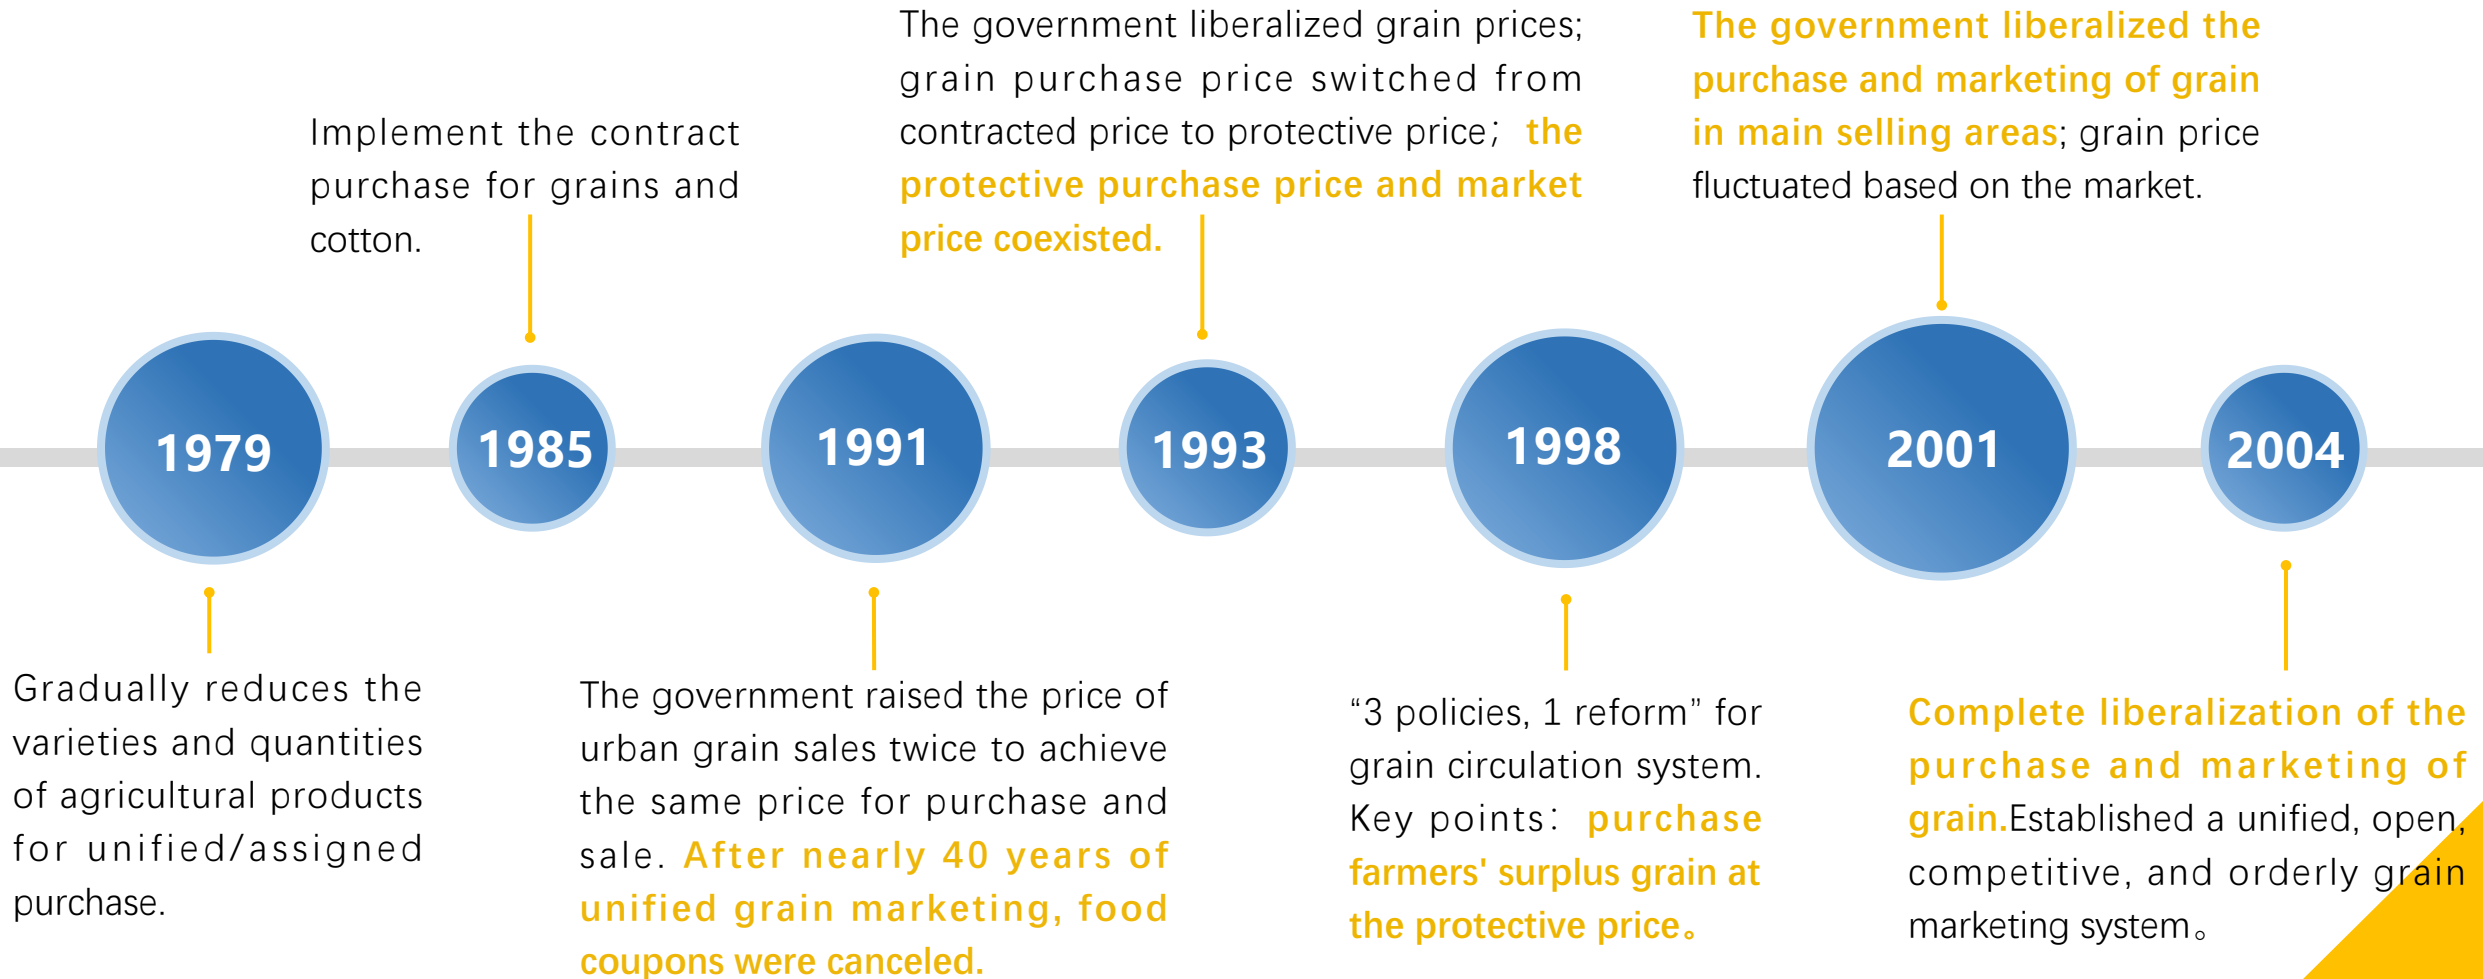 The government liberalized grain prices;
grain purchase price switched from
contracted price to protective price；the
protective purchase price and market
price coexisted.
The government liberalized the
purchase and marketing of grain
in main selling areas; grain price
fluctuated based on the market.
Implement the contract
purchase for grains and
cotton.
1979
1985
1991
1993
1998
2001
2004
Gradually reduces the
varieties and quantities
of agricultural products
for unified/assigned
purchase.
The government raised the price of
urban grain sales twice to achieve
the same price for purchase and
sale. After nearly 40 years of
unified grain marketing, food
coupons were canceled.
“3 policies, 1 reform” for
grain circulation system.
Key points：purchase
farmers' surplus grain at
the protective price。
Complete liberalization of the
purchase and marketing of
grain.Established a unified, open,
competitive, and orderly grain
marketing system。